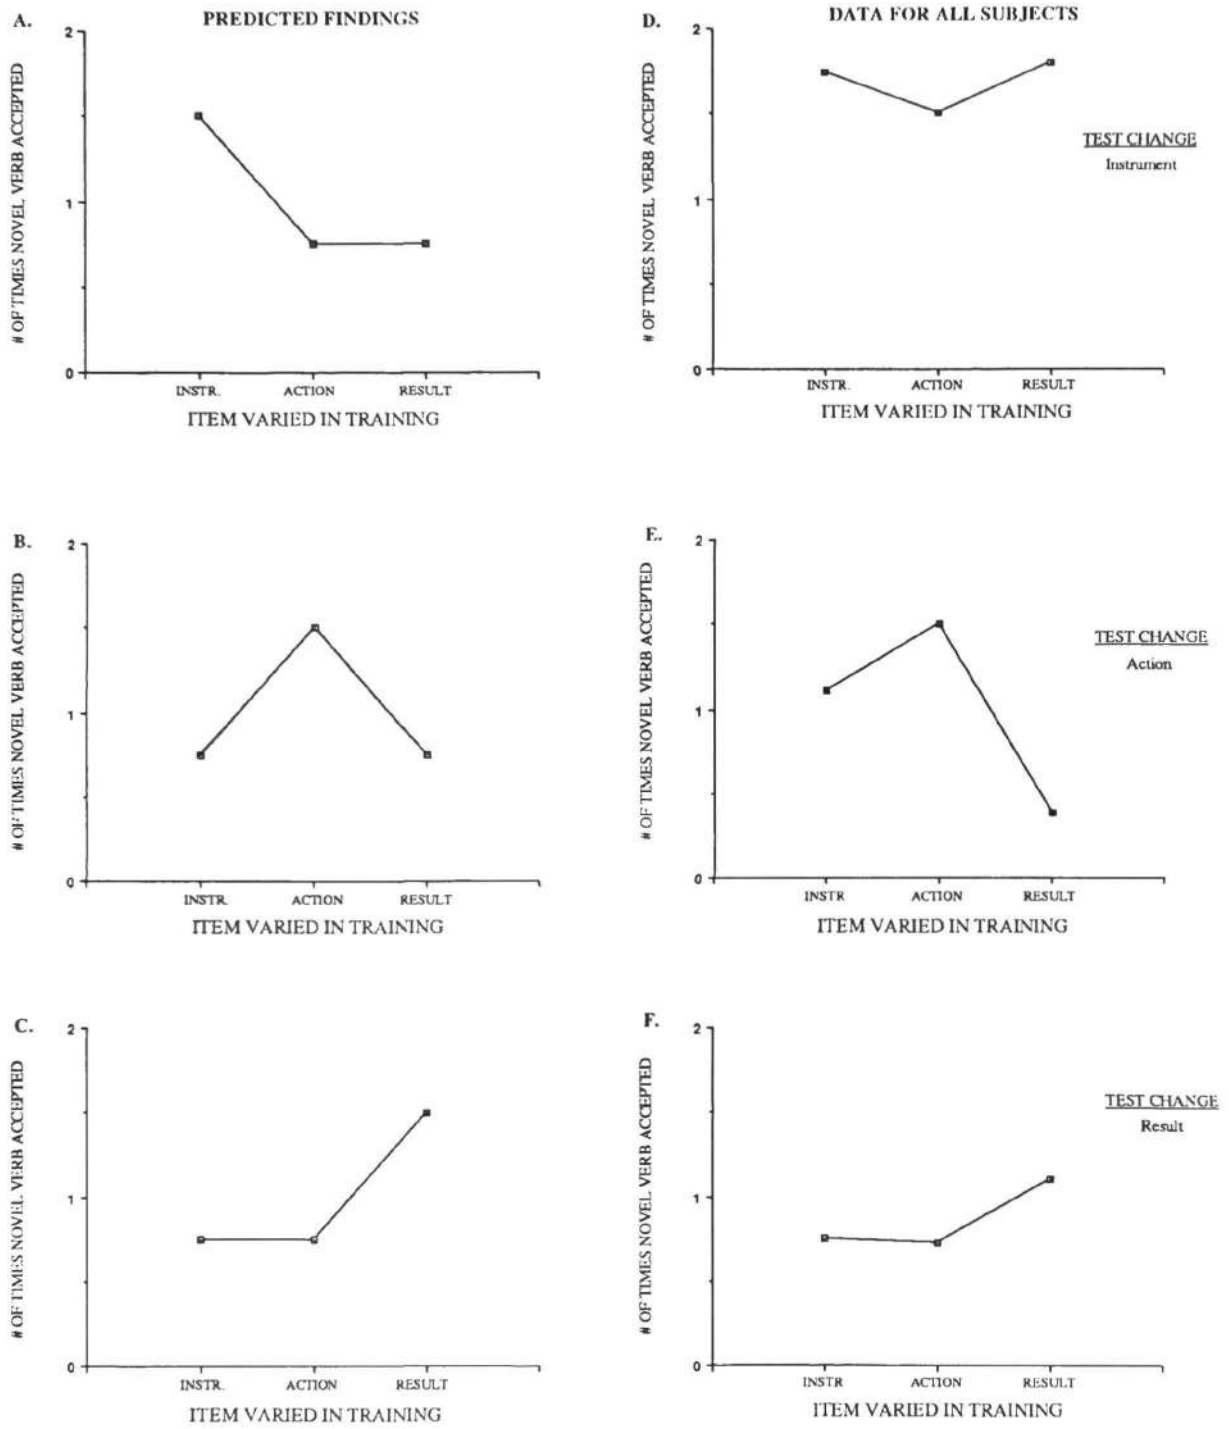 A.
PREDICTED FINDINGS
# OF TIMES NOVEL VERB ACCEPTED
2
1
0
INSTR. ACTION RESULT
ITEM VARIED IN TRAINING
D.
DATA FOR ALL SUBJECTS
# OF TIMES NOVEL VERB ACCEPTED
2
1
0
INSTR. ACTION RESULT
ITEM VARIED IN TRAINING
TEST CHANGE
Instrument
B.
# OF TIMES NOVEL VERB ACCEPTED
2
1
0
INSTR. ACTION RESULT
ITEM VARIED IN TRAINING
E.
# OF TIMES NOVEL VERB ACCEPTED
2
1
0
INSTR ACTION RESULT
ITEM VARIED IN TRAINING
TEST CHANGE
Action
C.
# OF TIMES NOVEL VERB ACCEPTED
2
1
0
INSTR. ACTION RESULT
ITEM VARIED IN TRAINING
F.
# OF TIMES NOVEL VERB ACCEPTED
2
1
0
INSTR ACTION RESULT
ITEM VARIED IN TRAINING
TEST CHANGE
Result